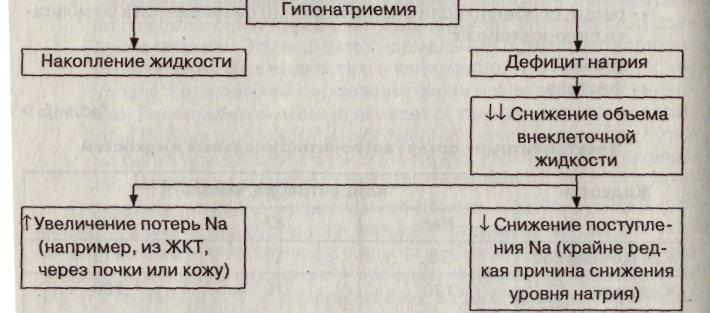 Гипонатриемия
Накопление жидкости
Дефицит натрия
↓↓ Снижение объема
внеклеточной
жидкости
↑Увеличение потерь Na
(например, из ЖКТ,
через почки или кожу)
↓ Снижение поступле-
ния Na (крайне ред-
кая причина снижения
уровня натрия)